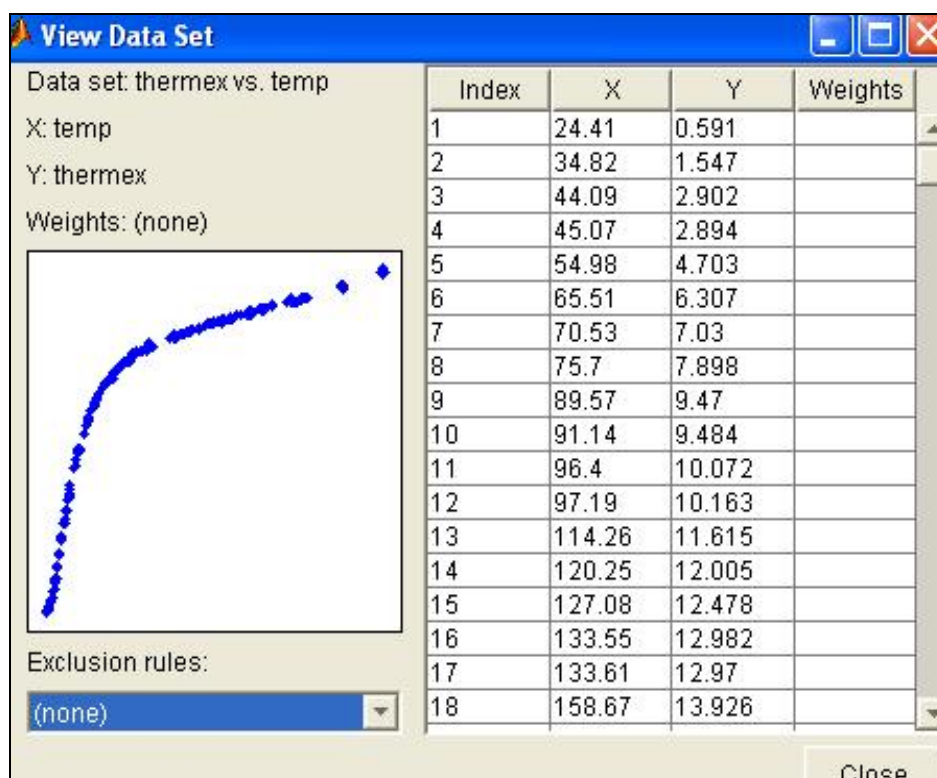 View Data Set
Data set: thermex vs. temp
X: temp
Y: thermex
Weights: (none)
Exclusion rules:
(none)
Index X Y Weights
1 24.41 0.591
2 34.82 1.547
3 44.09 2.902
4 45.07 2.894
5 54.98 4.703
6 65.51 6.307
7 70.53 7.03
8 75.7 7.898
9 89.57 9.47
10 91.14 9.484
11 96.4 10.072
12 97.19 10.163
13 114.26 11.615
14 120.25 12.005
15 127.08 12.478
16 133.55 12.982
17 133.61 12.97
18 158.67 13.926
Close